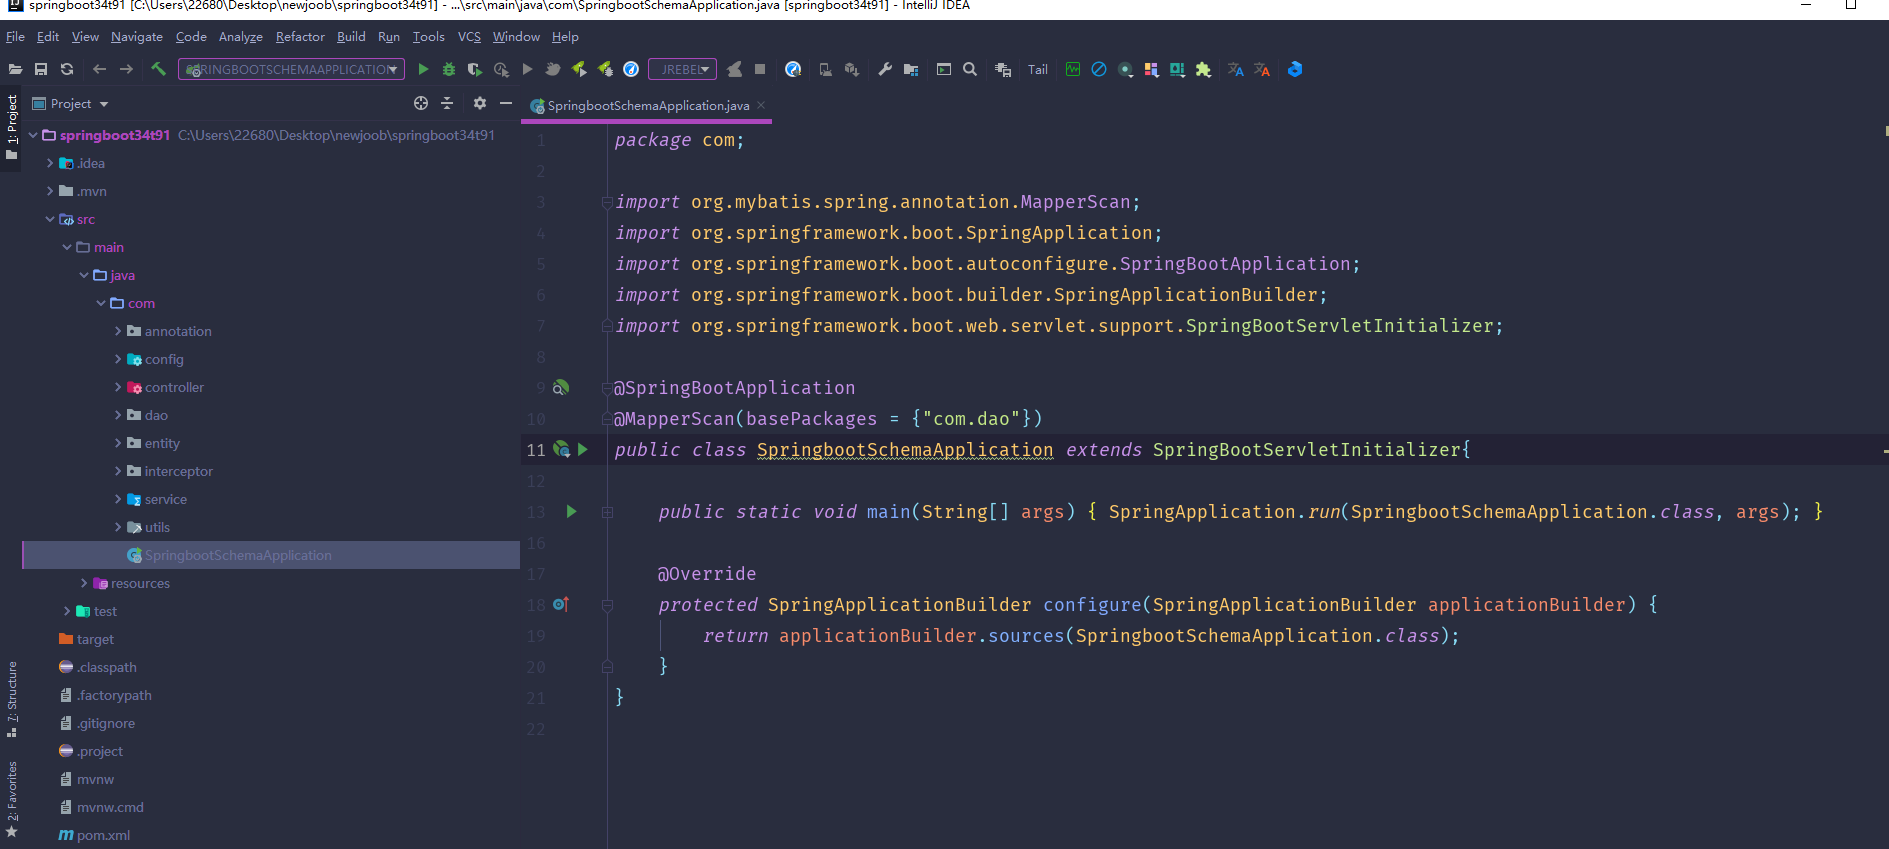 springboot34t91 [C:\Users\22680\Desktop\newjoob\springboot34t91] - ...\src\main\java\com\SpringbootSchemaApplication.java [springboot34t91] - IntelliJ IDEA
File Edit View Navigate Code Analyze Refactor Build Run Tools VCS Window Help
RINGBOOTSCHEMAAPPLICATION JREBEL Tail
1: Project
Project
SpringbootSchemaApplication.java
springboot34t91 C:\Users\22680\Desktop\newjoob\springboot34t91
.idea
.mvn
src
main
java
com
annotation
config
controller
dao
entity
interceptor
service
utils
SpringbootSchemaApplication
resources
test
target
.classpath
.factorypath
.gitignore
.project
mvnw
mvnw.cmd
pom.xml
7: Structure
2: Favorites
1 package com;
2
3 import org.mybatis.spring.annotation.MapperScan;
4 import org.springframework.boot.SpringApplication;
5 import org.springframework.boot.autoconfigure.SpringBootApplication;
6 import org.springframework.boot.builder.SpringApplicationBuilder;
7 import org.springframework.boot.web.servlet.support.SpringBootServletInitializer;
8
9 @SpringBootApplication
10 @MapperScan(basePackages = {"com.dao"})
11 public class SpringbootSchemaApplication extends SpringBootServletInitializer{
12
13 public static void main(String[] args) { SpringApplication.run(SpringbootSchemaApplication.class, args); }
16
17 @Override
18 protected SpringApplicationBuilder configure(SpringApplicationBuilder applicationBuilder) {
19 return applicationBuilder.sources(SpringbootSchemaApplication.class);
20 }
21 }
22